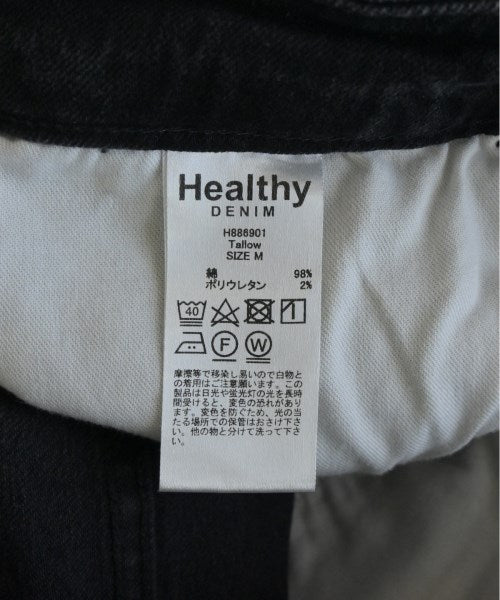 Healthy
DENIM
H886901
Tallow
SIZE M
綿 98%
ポリウレタン 2%
40
F W
摩擦等で移染し易いので白物と
の着用はご注意願います。この
製品は日光や蛍光灯の光を長時
間受けると、変色の恐れがあり
ます。変色を防ぐため、光の当
たる場所での保管はおさけ下さ
い。他の物と分けて洗って下さ
い。